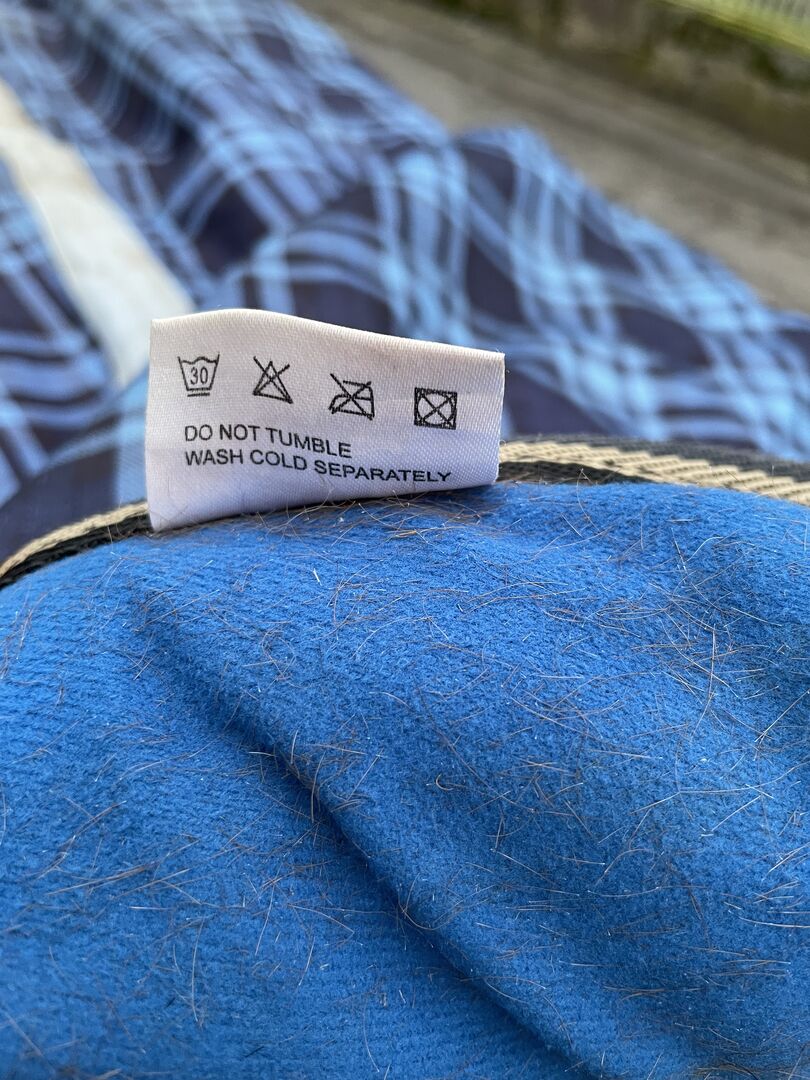 30
DO NOT TUMBLE
WASH COLD SEPARATELY